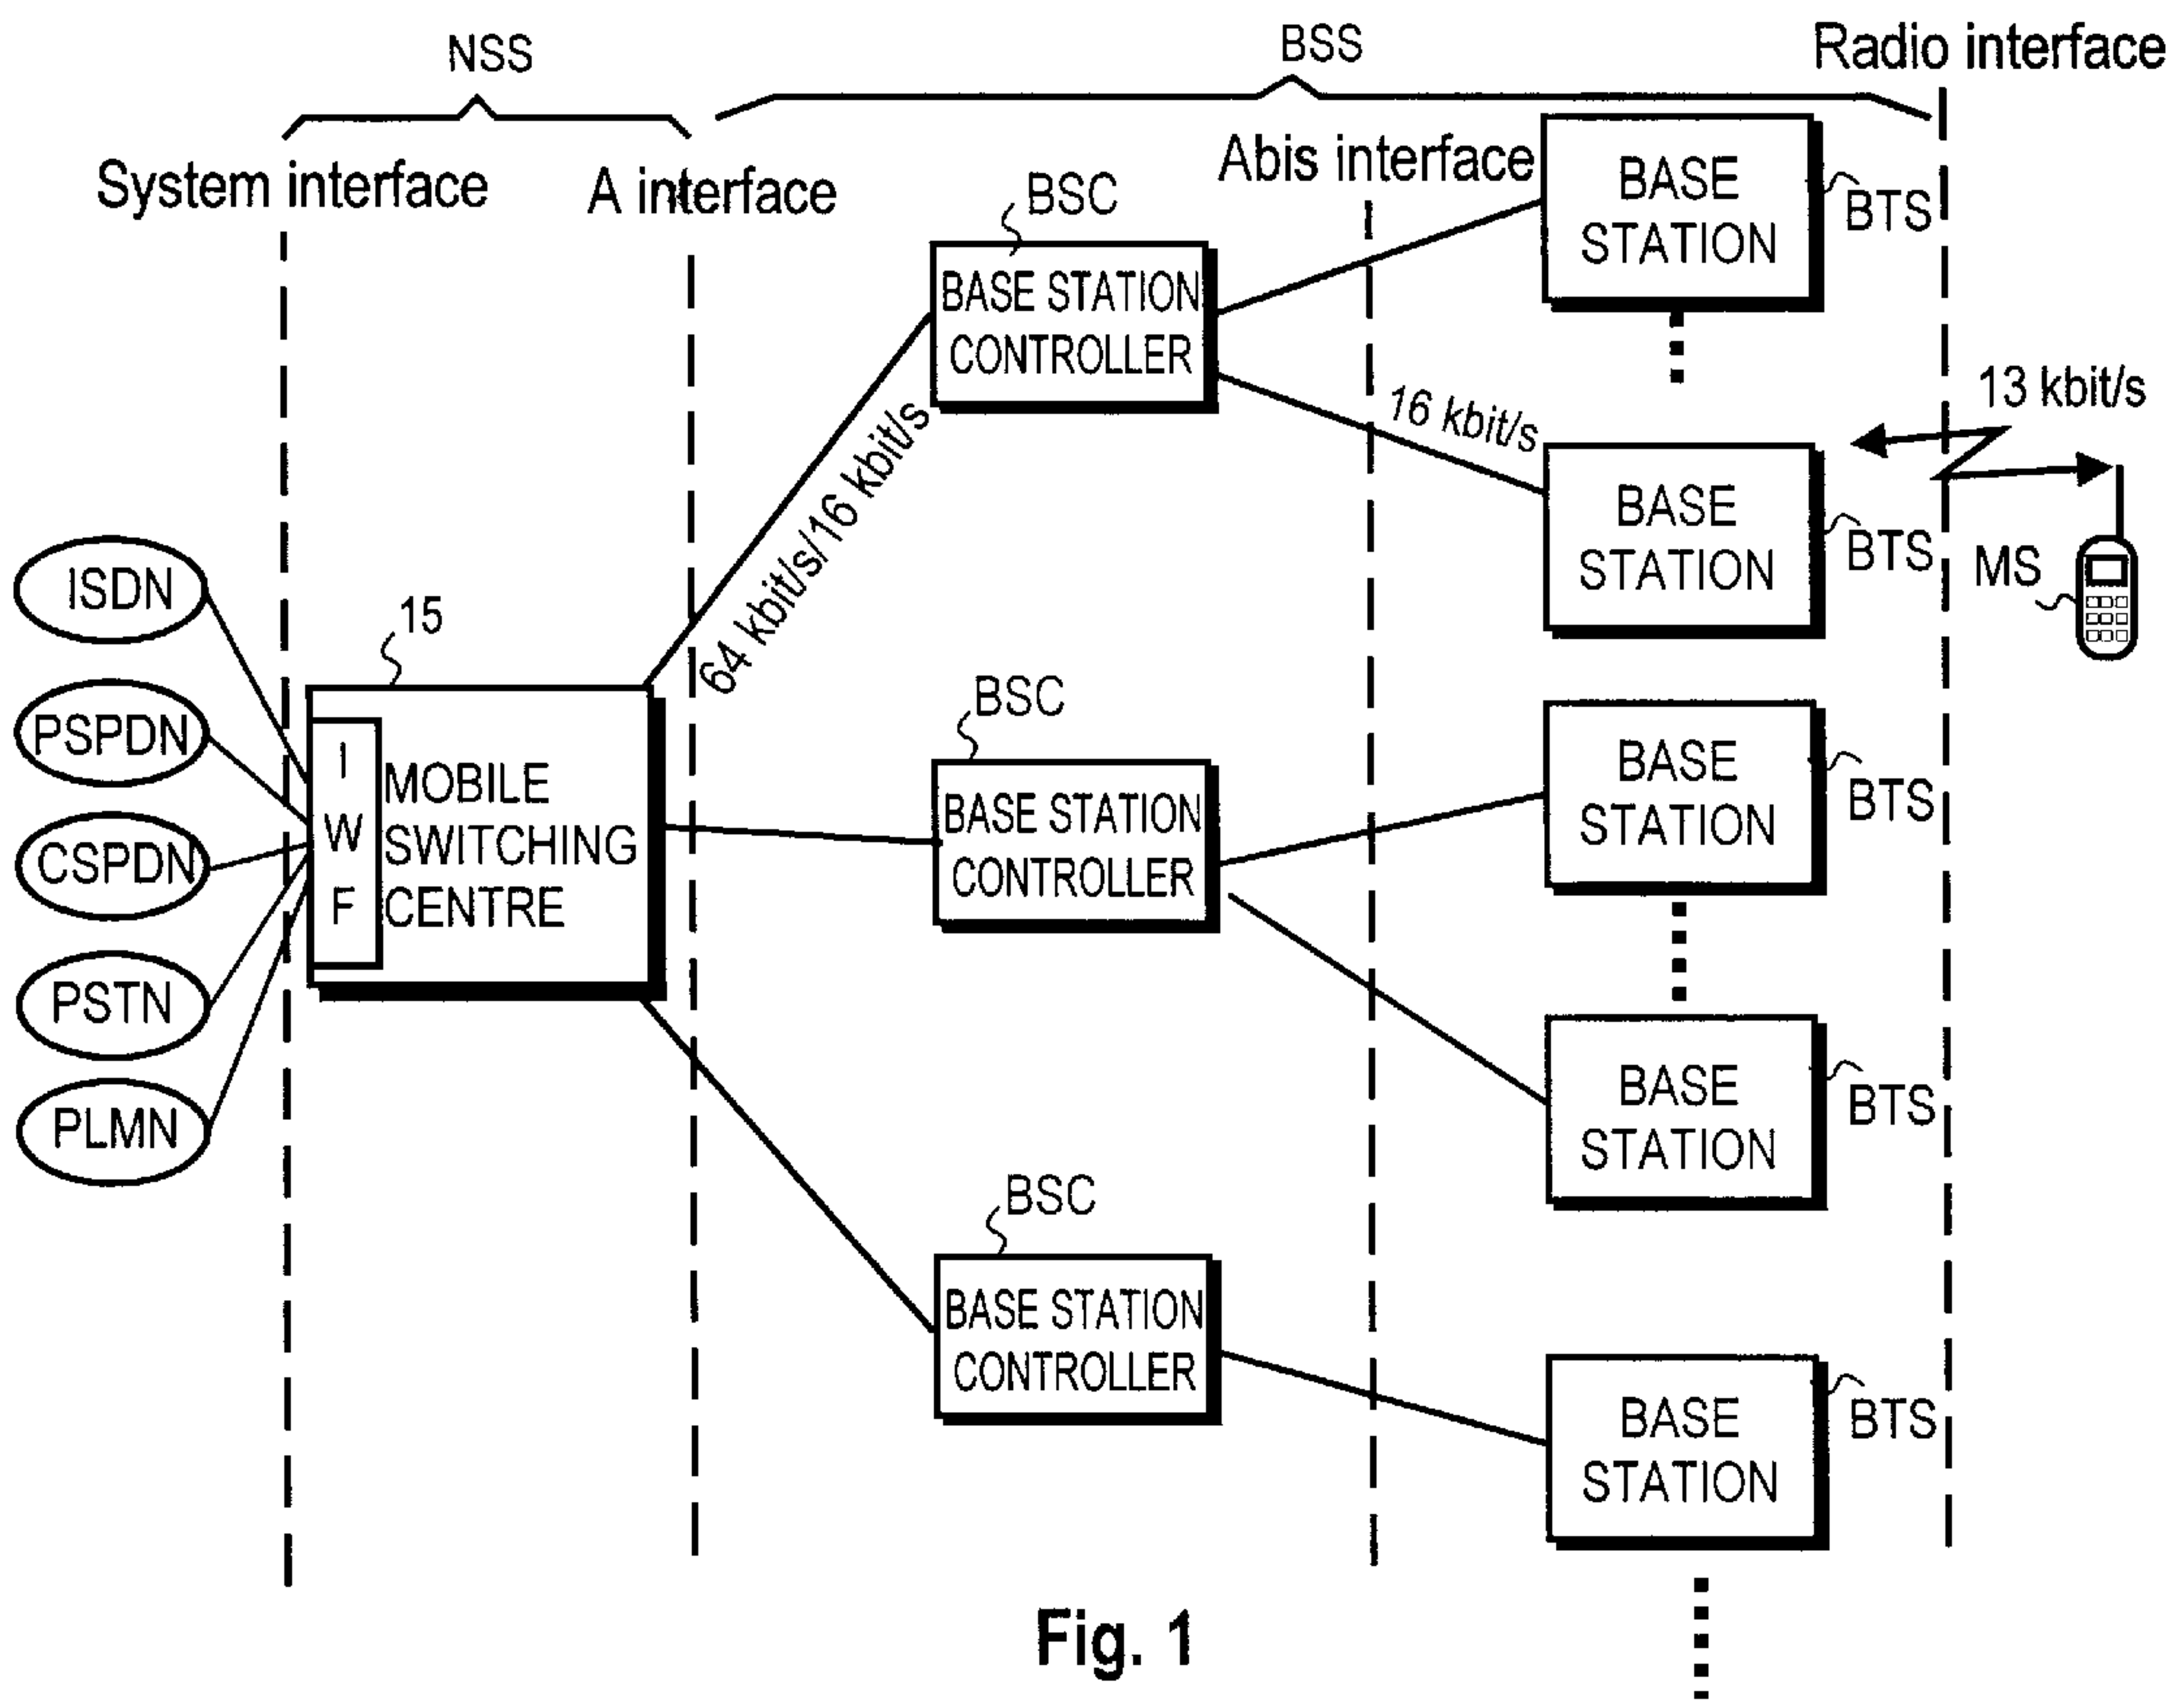 NSS
BSS
Radio interface
System interface
A interface
Abis interface
BSC
BASE STATION
CONTROLLER
BASE
STATION
BTS
64 kbit/s/16 kbit/s
16 kbit/s
13 kbit/s
BASE
STATION
BTS
MS
ISDN
PSPDN
CSPDN
PSTN
PLMN
15
I
W
F
MOBILE
SWITCHING
CENTRE
BSC
BASE STATION
CONTROLLER
BASE
STATION
BTS
BASE
STATION
BTS
BSC
BASE STATION
CONTROLLER
BASE
STATION
BTS
Fig. 1